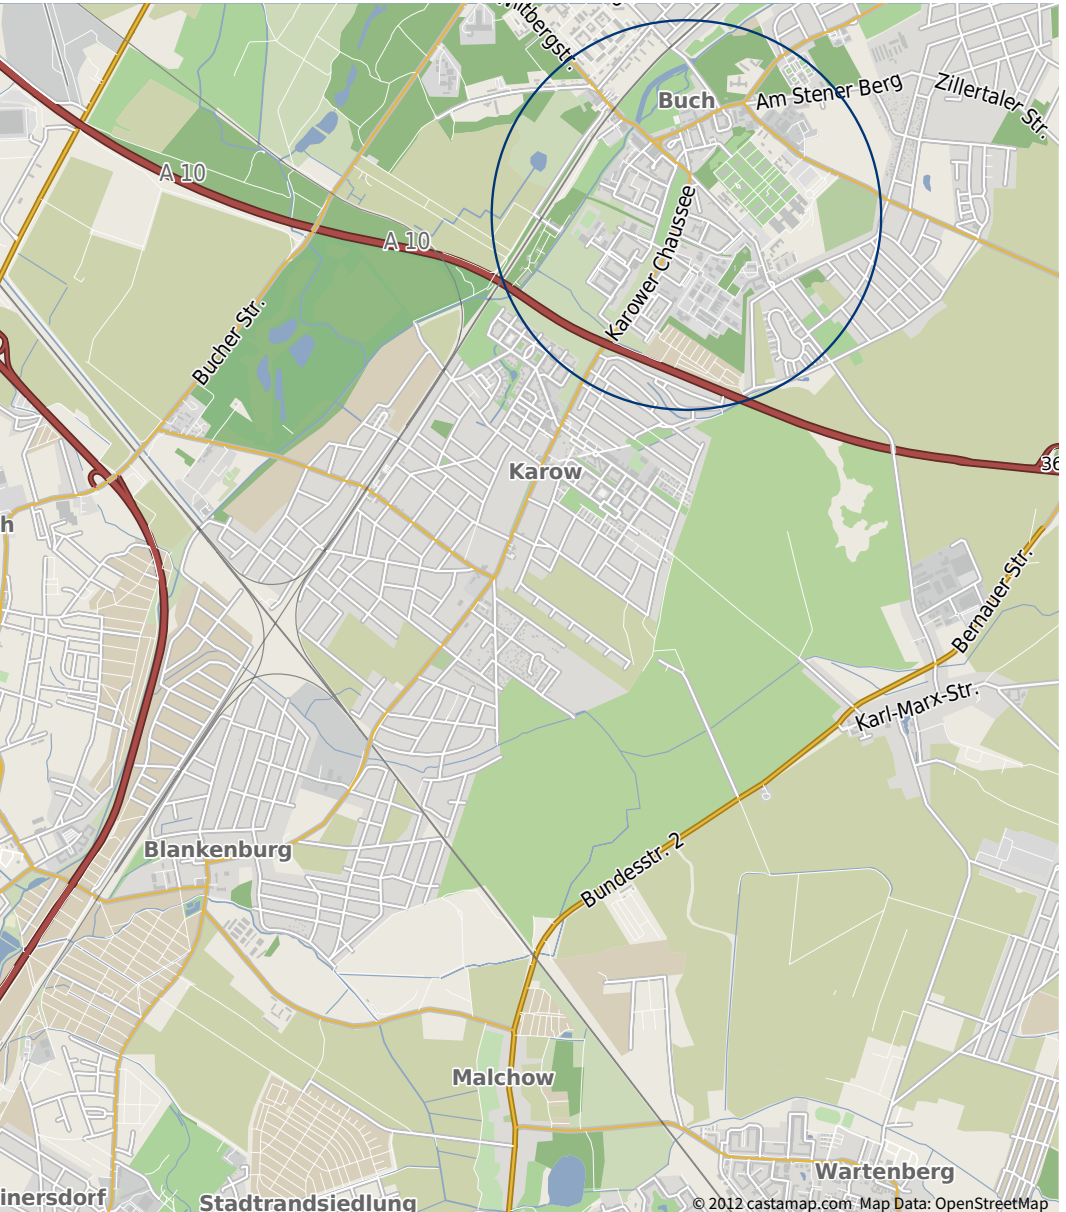 Buch
Am Stener Berg
Zillertaler Str.
A 10
A 10
Karower Chaussee
Bucher Str.
Karow
36
h
Bernauer Str.
Karl-Marx-Str.
Blankenburg
Bundesstr. 2
Malchow
Wartenberg
inersdorf
Stadtrandsiedlung
© 2012 castamap.com Map Data: OpenStreetMap